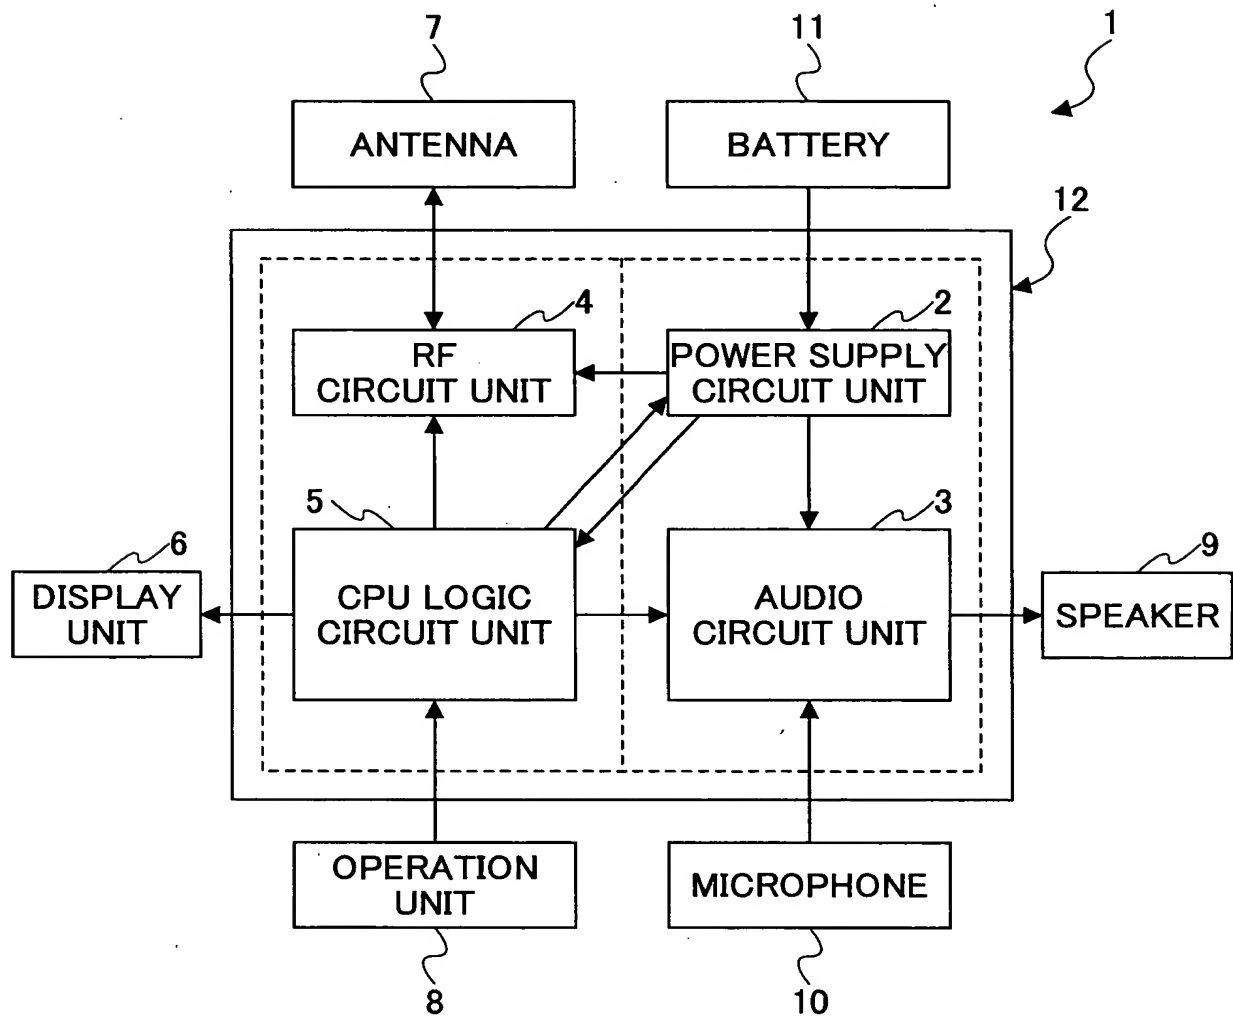 7
11
1
ANTENNA
BATTERY
12
4
2
RF
CIRCUIT UNIT
POWER SUPPLY
CIRCUIT UNIT
5
3
6
9
DISPLAY
UNIT
CPU LOGIC
CIRCUIT UNIT
AUDIO
CIRCUIT UNIT
SPEAKER
OPERATION
UNIT
MICROPHONE
8
10